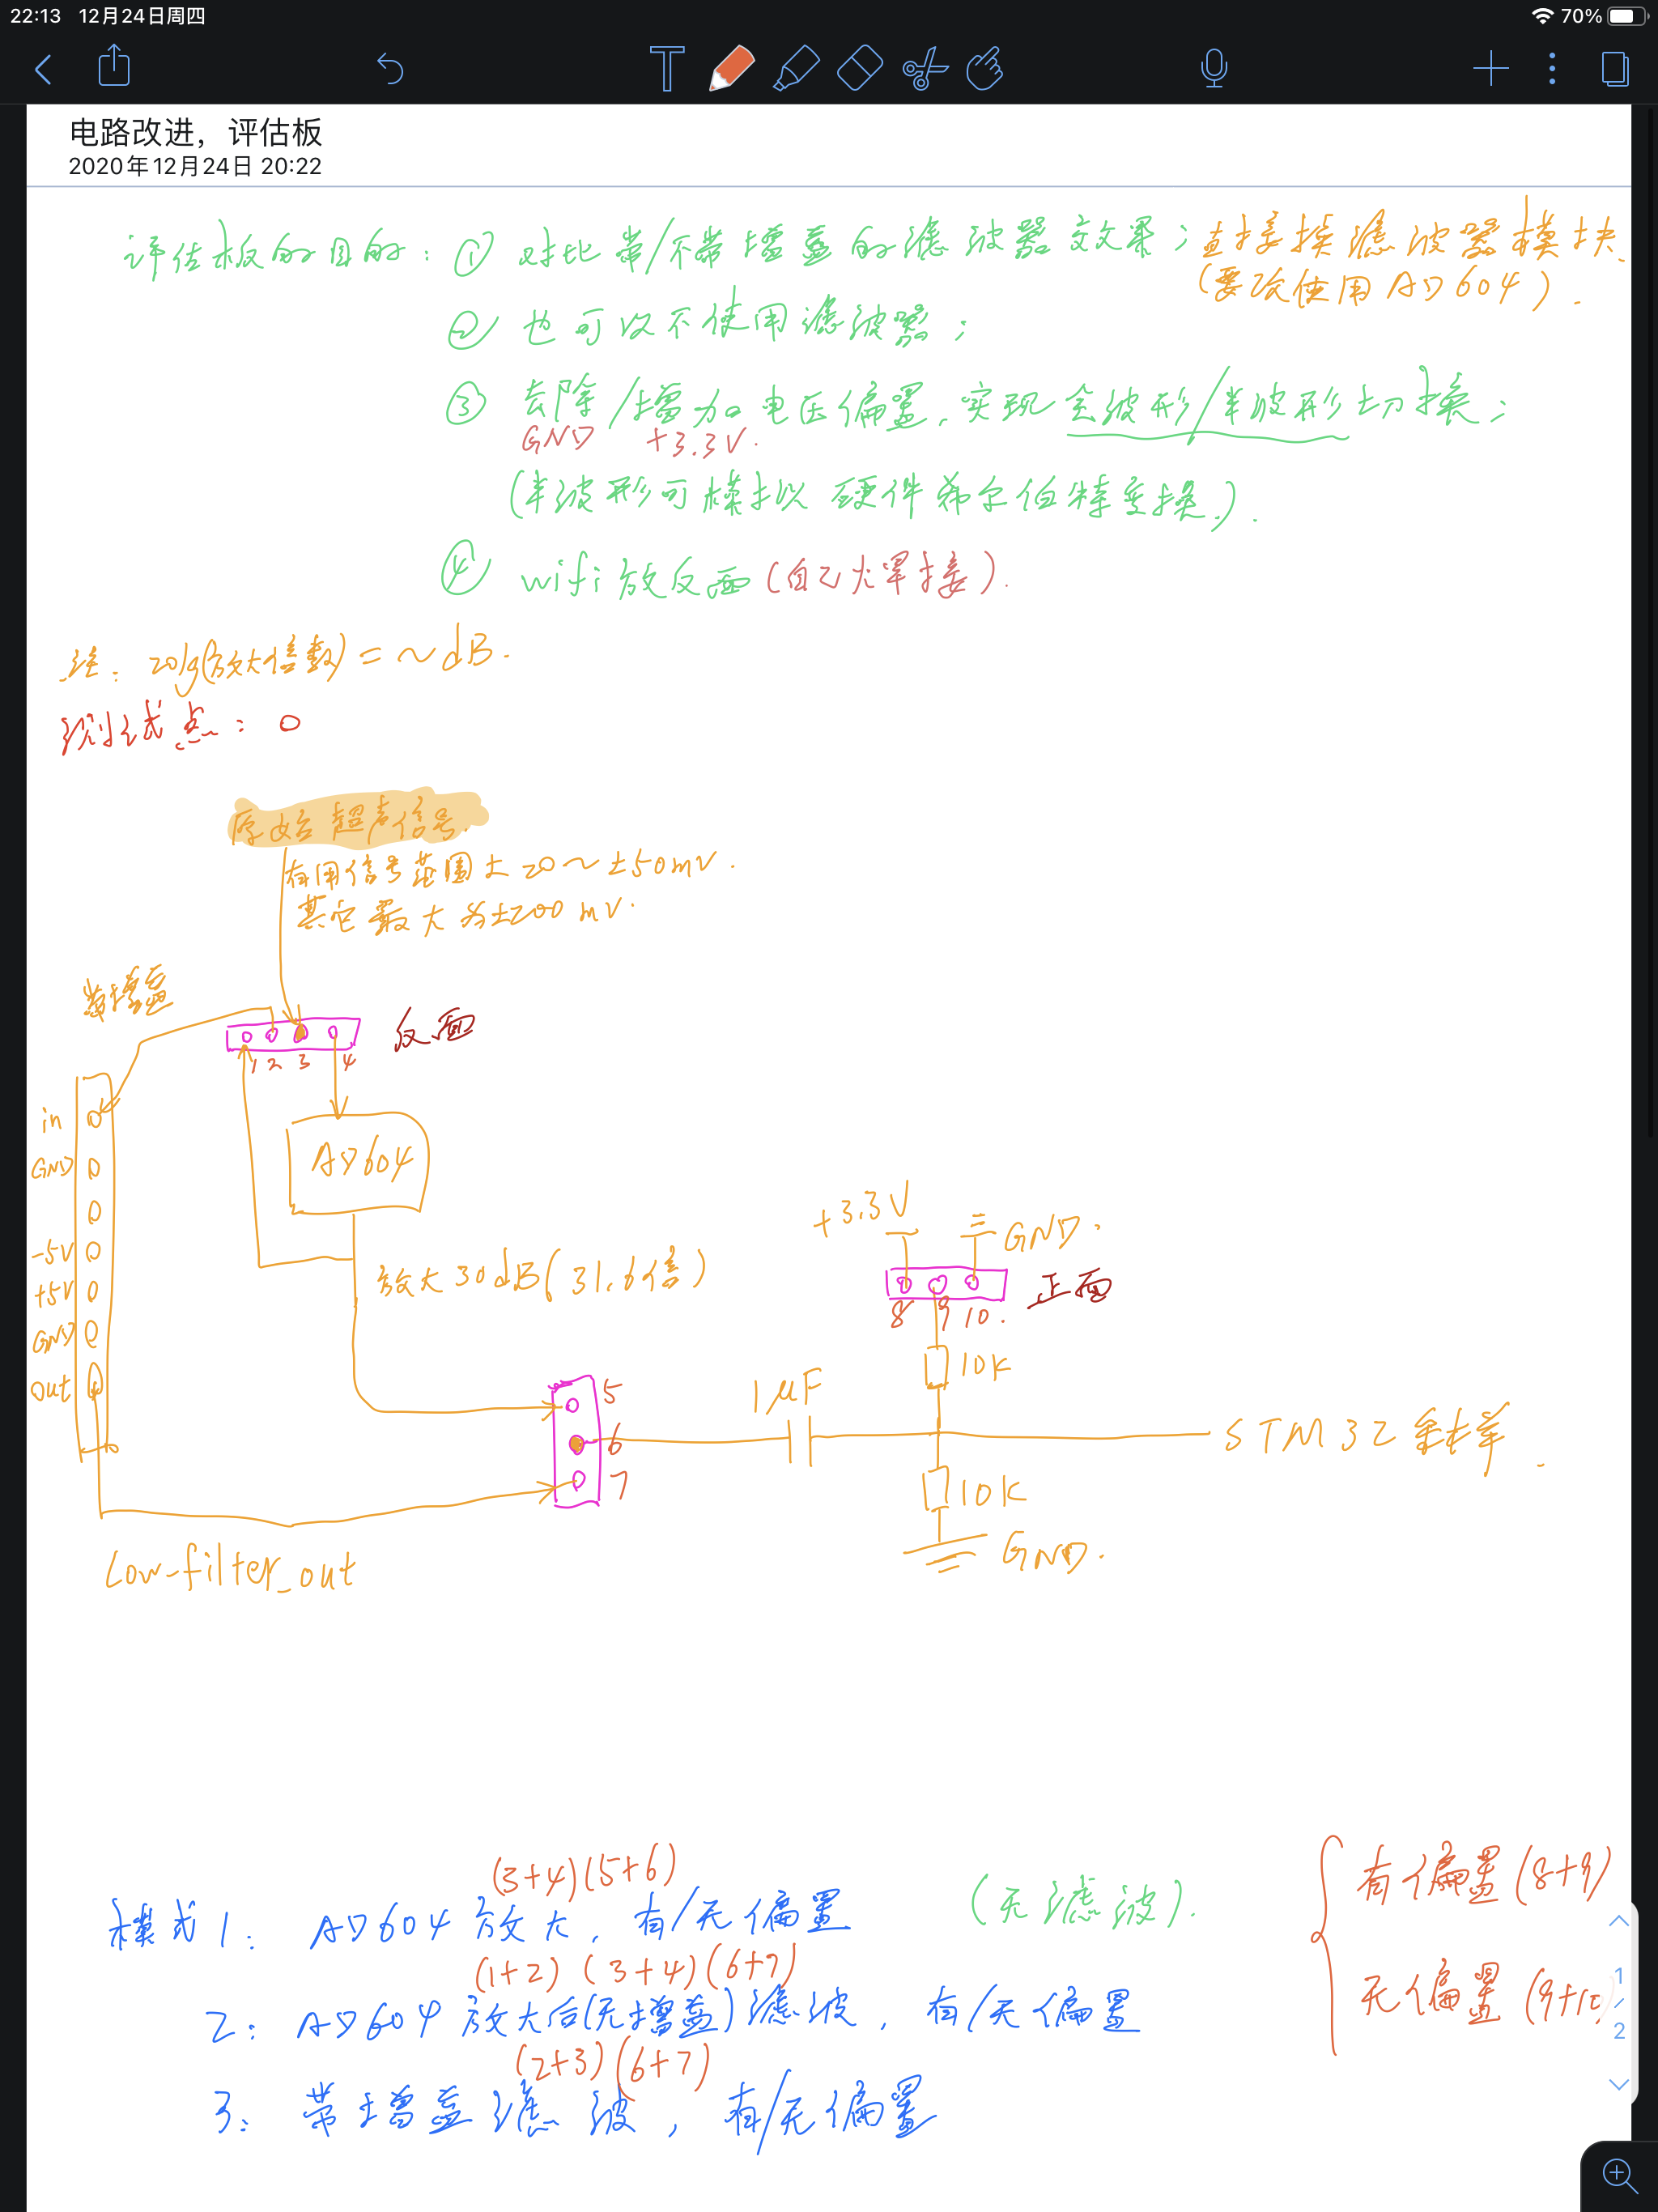 22:13 12月24日周四
70%
电路改进，评估板
2020年12月24日 20:22
评估板的目的：① 对比带/不带增益的滤波器效果；直接换滤波器模块.
(要改使用AD604).
② 也可以不使用滤波器；
③ 去除/增加电压偏置，实现全波形/半波形切换；
GND +3.3V.
(半波形可模拟硬件希尔伯特变换.).
④ wifi放反面(自己焊接).
注：20lg(放大倍数)=~dB.
测试点：o
原始超声信号.
有用信号范围±20~±50mV.
其它最大为±200mV.
带增益
反面
1 2 3 4
in
GND
-5V
+5V
GND
out
AD604
放大30dB(31.6倍)
+3.3V
GND.
正面
8 9 10.
10K
5
6
7
1μF
STM32采样.
10K
GND.
Low-filter_out
(3+4)(5+6)
模式1：AD604放大，有/无偏置 (无滤波).
有偏置(8+9)
(1+2) (3+4)(6+7)
2：AD604放大后(无增益)滤波，有/无偏置
无偏置(9+10)
(2+3)(6+7)
3：带增益滤波，有/无偏置
1
2